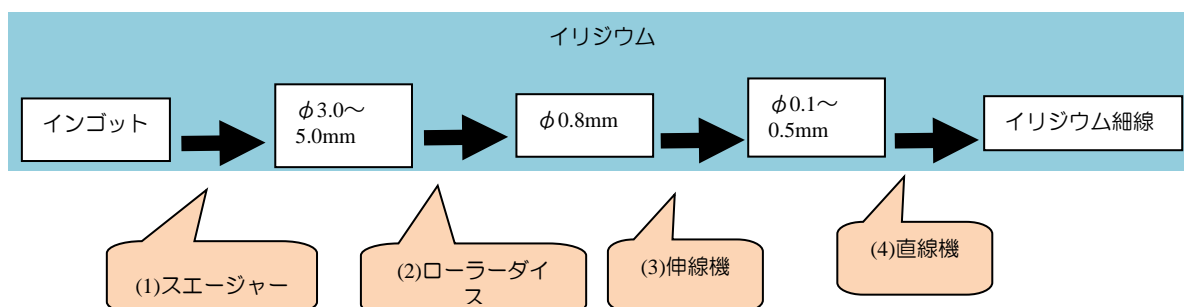 イリジウム
インゴット
φ3.0～
5.0mm
φ0.8mm
φ0.1～
0.5mm
イリジウム細線
(1)スエージャー
(2)ローラーダイ
ス
(3)伸線機
(4)直線機